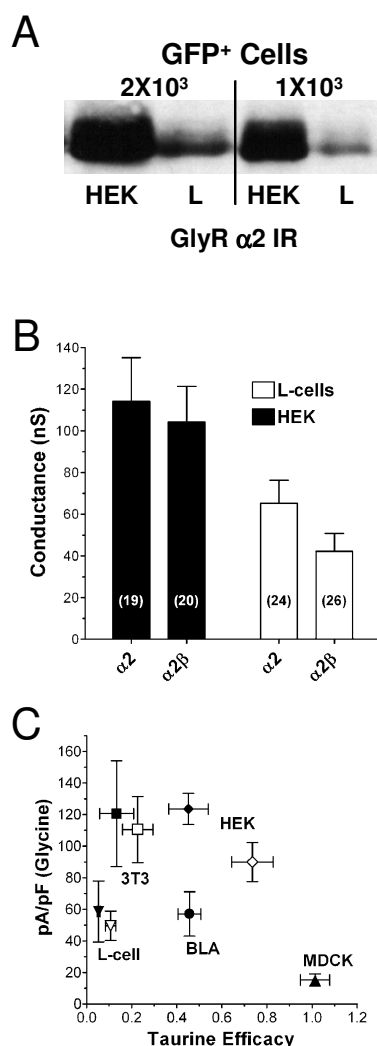 A
GFP⁺ Cells
2X10³ 1X10³
HEK L HEK L
GlyR α2 IR
B
140
120
100
80
60
40
20
0
Conductance (nS)
L-cells
HEK
(19) (20) (24) (26)
α2 α2β α2 α2β
C
160
140
120
100
80
60
40
20
0
pA/pF (Glycine)
HEK
3T3
L-cell
BLA
MDCK
0.0 0.2 0.4 0.6 0.8 1.0 1.2
Taurine Efficacy